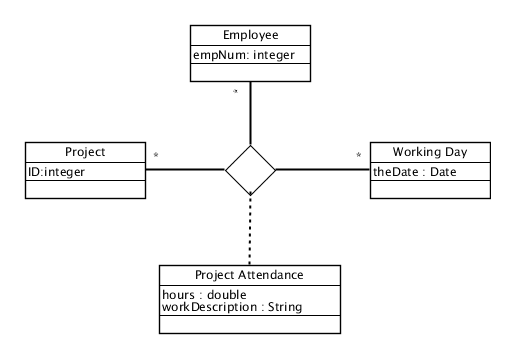 Employee
empNum: integer
*
Project
ID:integer
*
*
Working Day
theDate : Date
Project Attendance
hours : double
workDescription : String